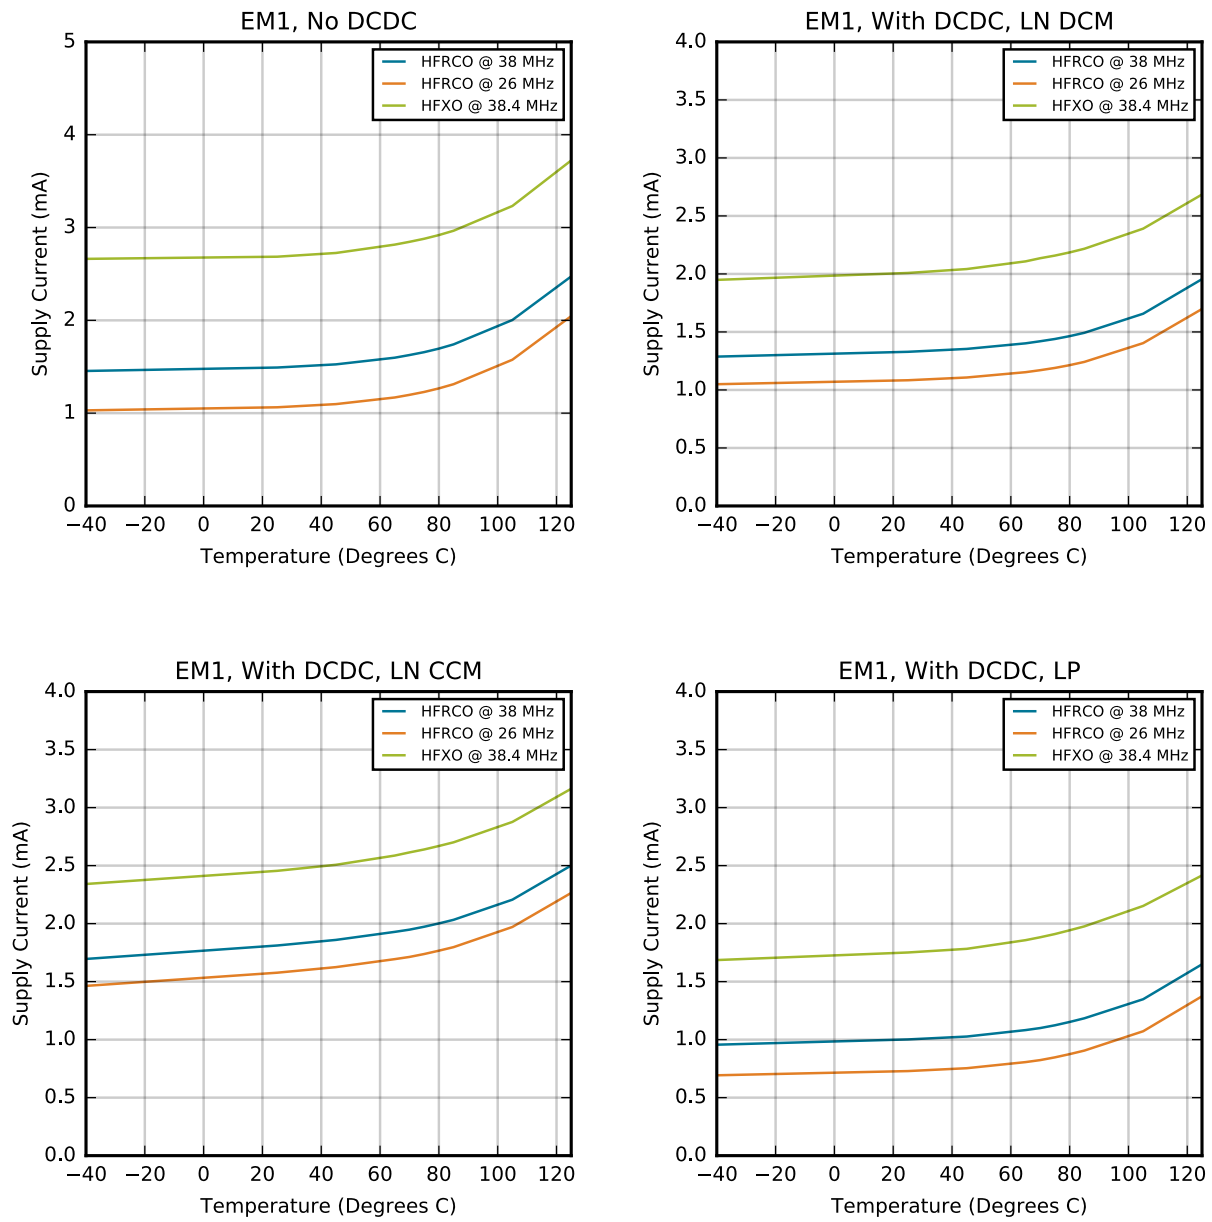 EM1, No DCDC
5
4
3
2
1
0
Supply Current (mA)
HFRCO @ 38 MHz
HFRCO @ 26 MHz
HFXO @ 38.4 MHz
−40 −20 0 20 40 60 80 100 120
Temperature (Degrees C)
EM1, With DCDC, LN DCM
4.0
3.5
3.0
2.5
2.0
1.5
1.0
0.5
0.0
Supply Current (mA)
HFRCO @ 38 MHz
HFRCO @ 26 MHz
HFXO @ 38.4 MHz
−40 −20 0 20 40 60 80 100 120
Temperature (Degrees C)
EM1, With DCDC, LN CCM
4.0
3.5
3.0
2.5
2.0
1.5
1.0
0.5
0.0
Supply Current (mA)
HFRCO @ 38 MHz
HFRCO @ 26 MHz
HFXO @ 38.4 MHz
−40 −20 0 20 40 60 80 100 120
Temperature (Degrees C)
EM1, With DCDC, LP
4.0
3.5
3.0
2.5
2.0
1.5
1.0
0.5
0.0
Supply Current (mA)
HFRCO @ 38 MHz
HFRCO @ 26 MHz
HFXO @ 38.4 MHz
−40 −20 0 20 40 60 80 100 120
Temperature (Degrees C)